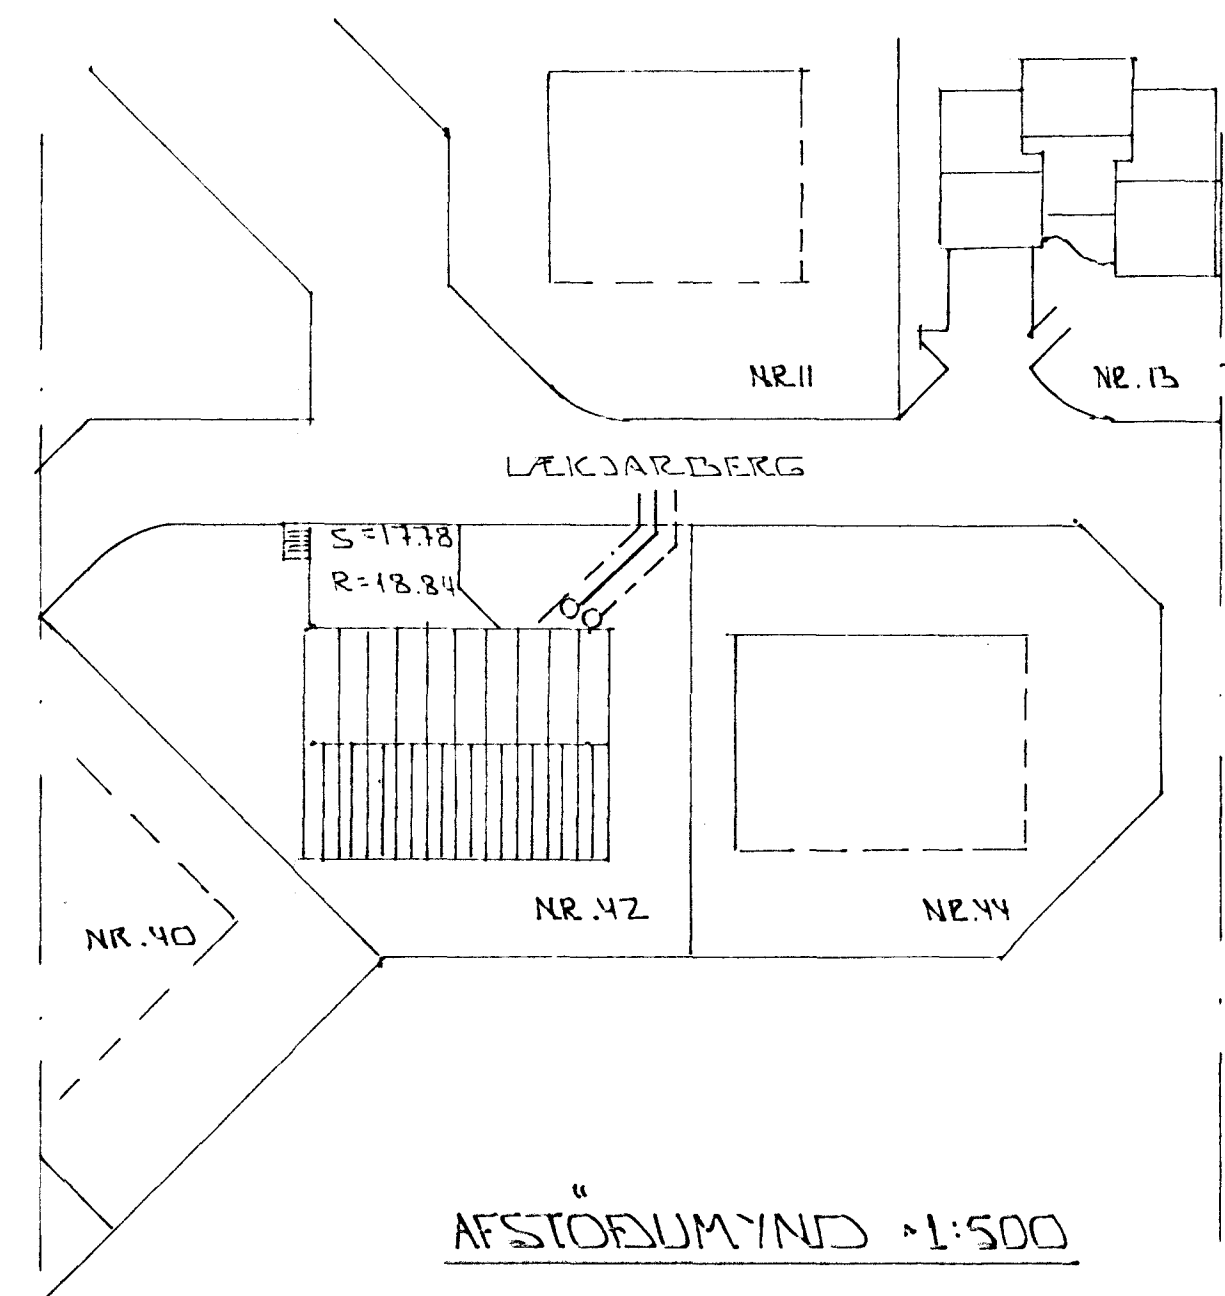 NR.11
NR.13
LÆKJARBERG
S=17.78
R=18.84
NR.42
NR.44
NR.40
AFSTÖÐUMYND 1:500